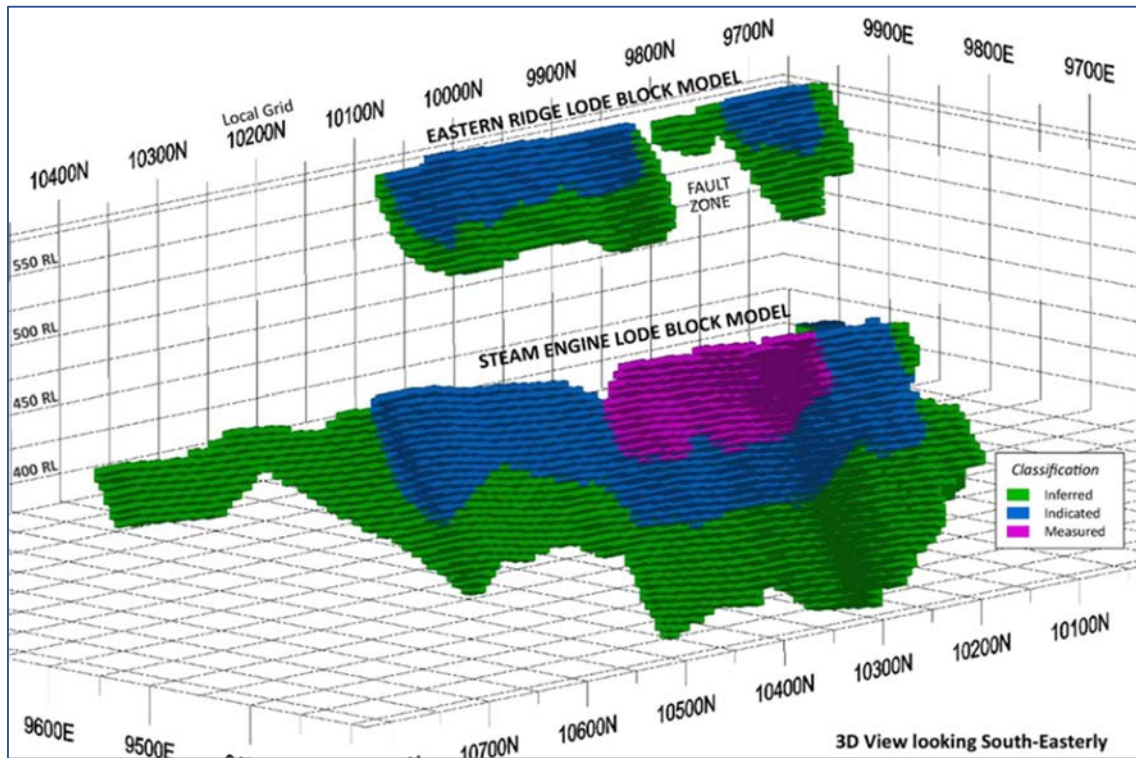 9700N
9800N
9900N
10000N
10100N
Local Grid
10200N
10300N
10400N
9900E
9800E
9700E
EASTERN RIDGE LODE BLOCK MODEL
FAULT
ZONE
550 RL
500 RL
450 RL
400 RL
STEAM ENGINE LODE BLOCK MODEL
Classification
Inferred
Indicated
Measured
9600E
9500E
10700N
10600N
10500N
10400N
10300N
10200N
10100N
3D View looking South-Easterly